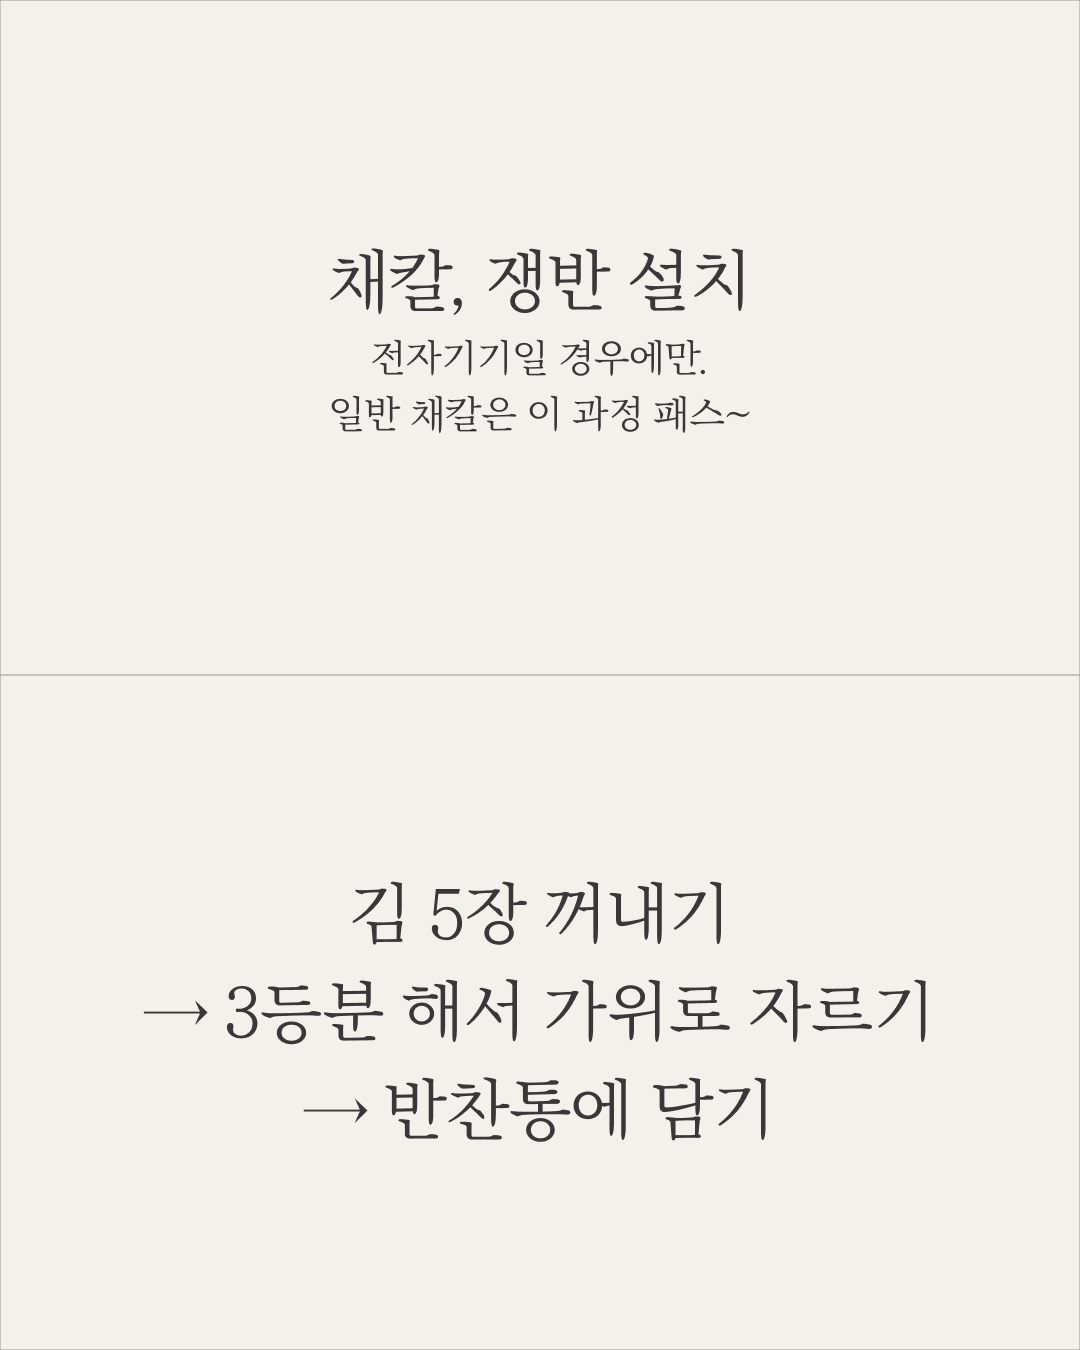 채칼, 쟁반 설치
전자기기일 경우에만.
일반 채칼은 이 과정 패스~
김 5장 꺼내기
→ 3등분 해서 가위로 자르기
→ 반찬통에 담기